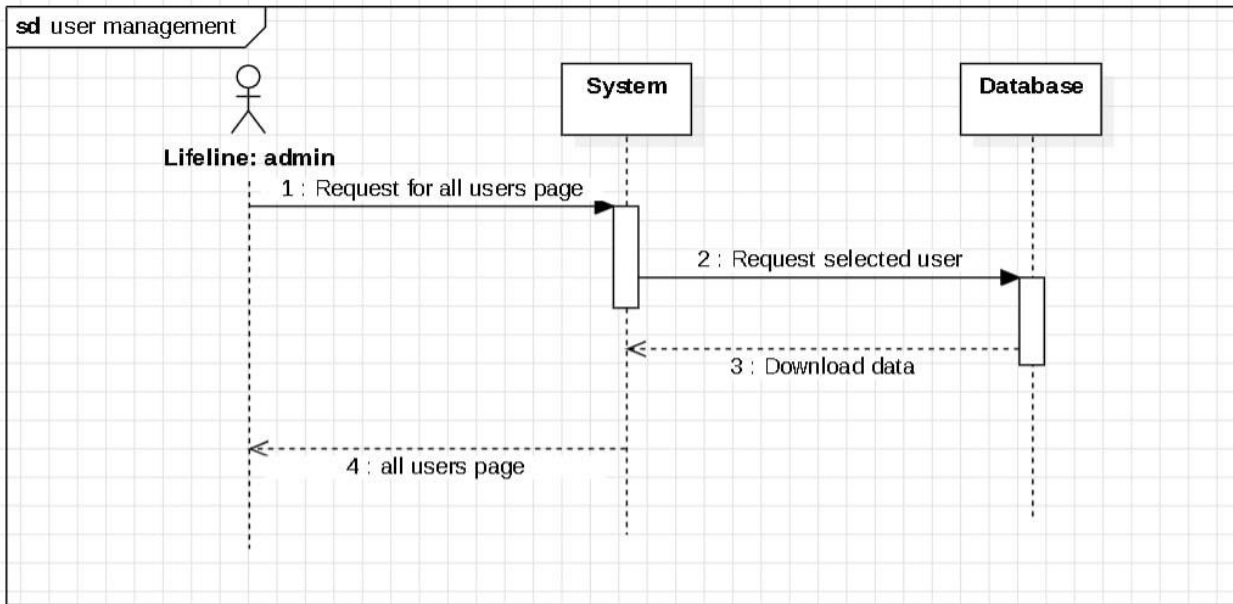 sd user management
System
Database
Lifeline: admin
1 : Request for all users page
2 : Request selected user
3 : Download data
4 : all users page